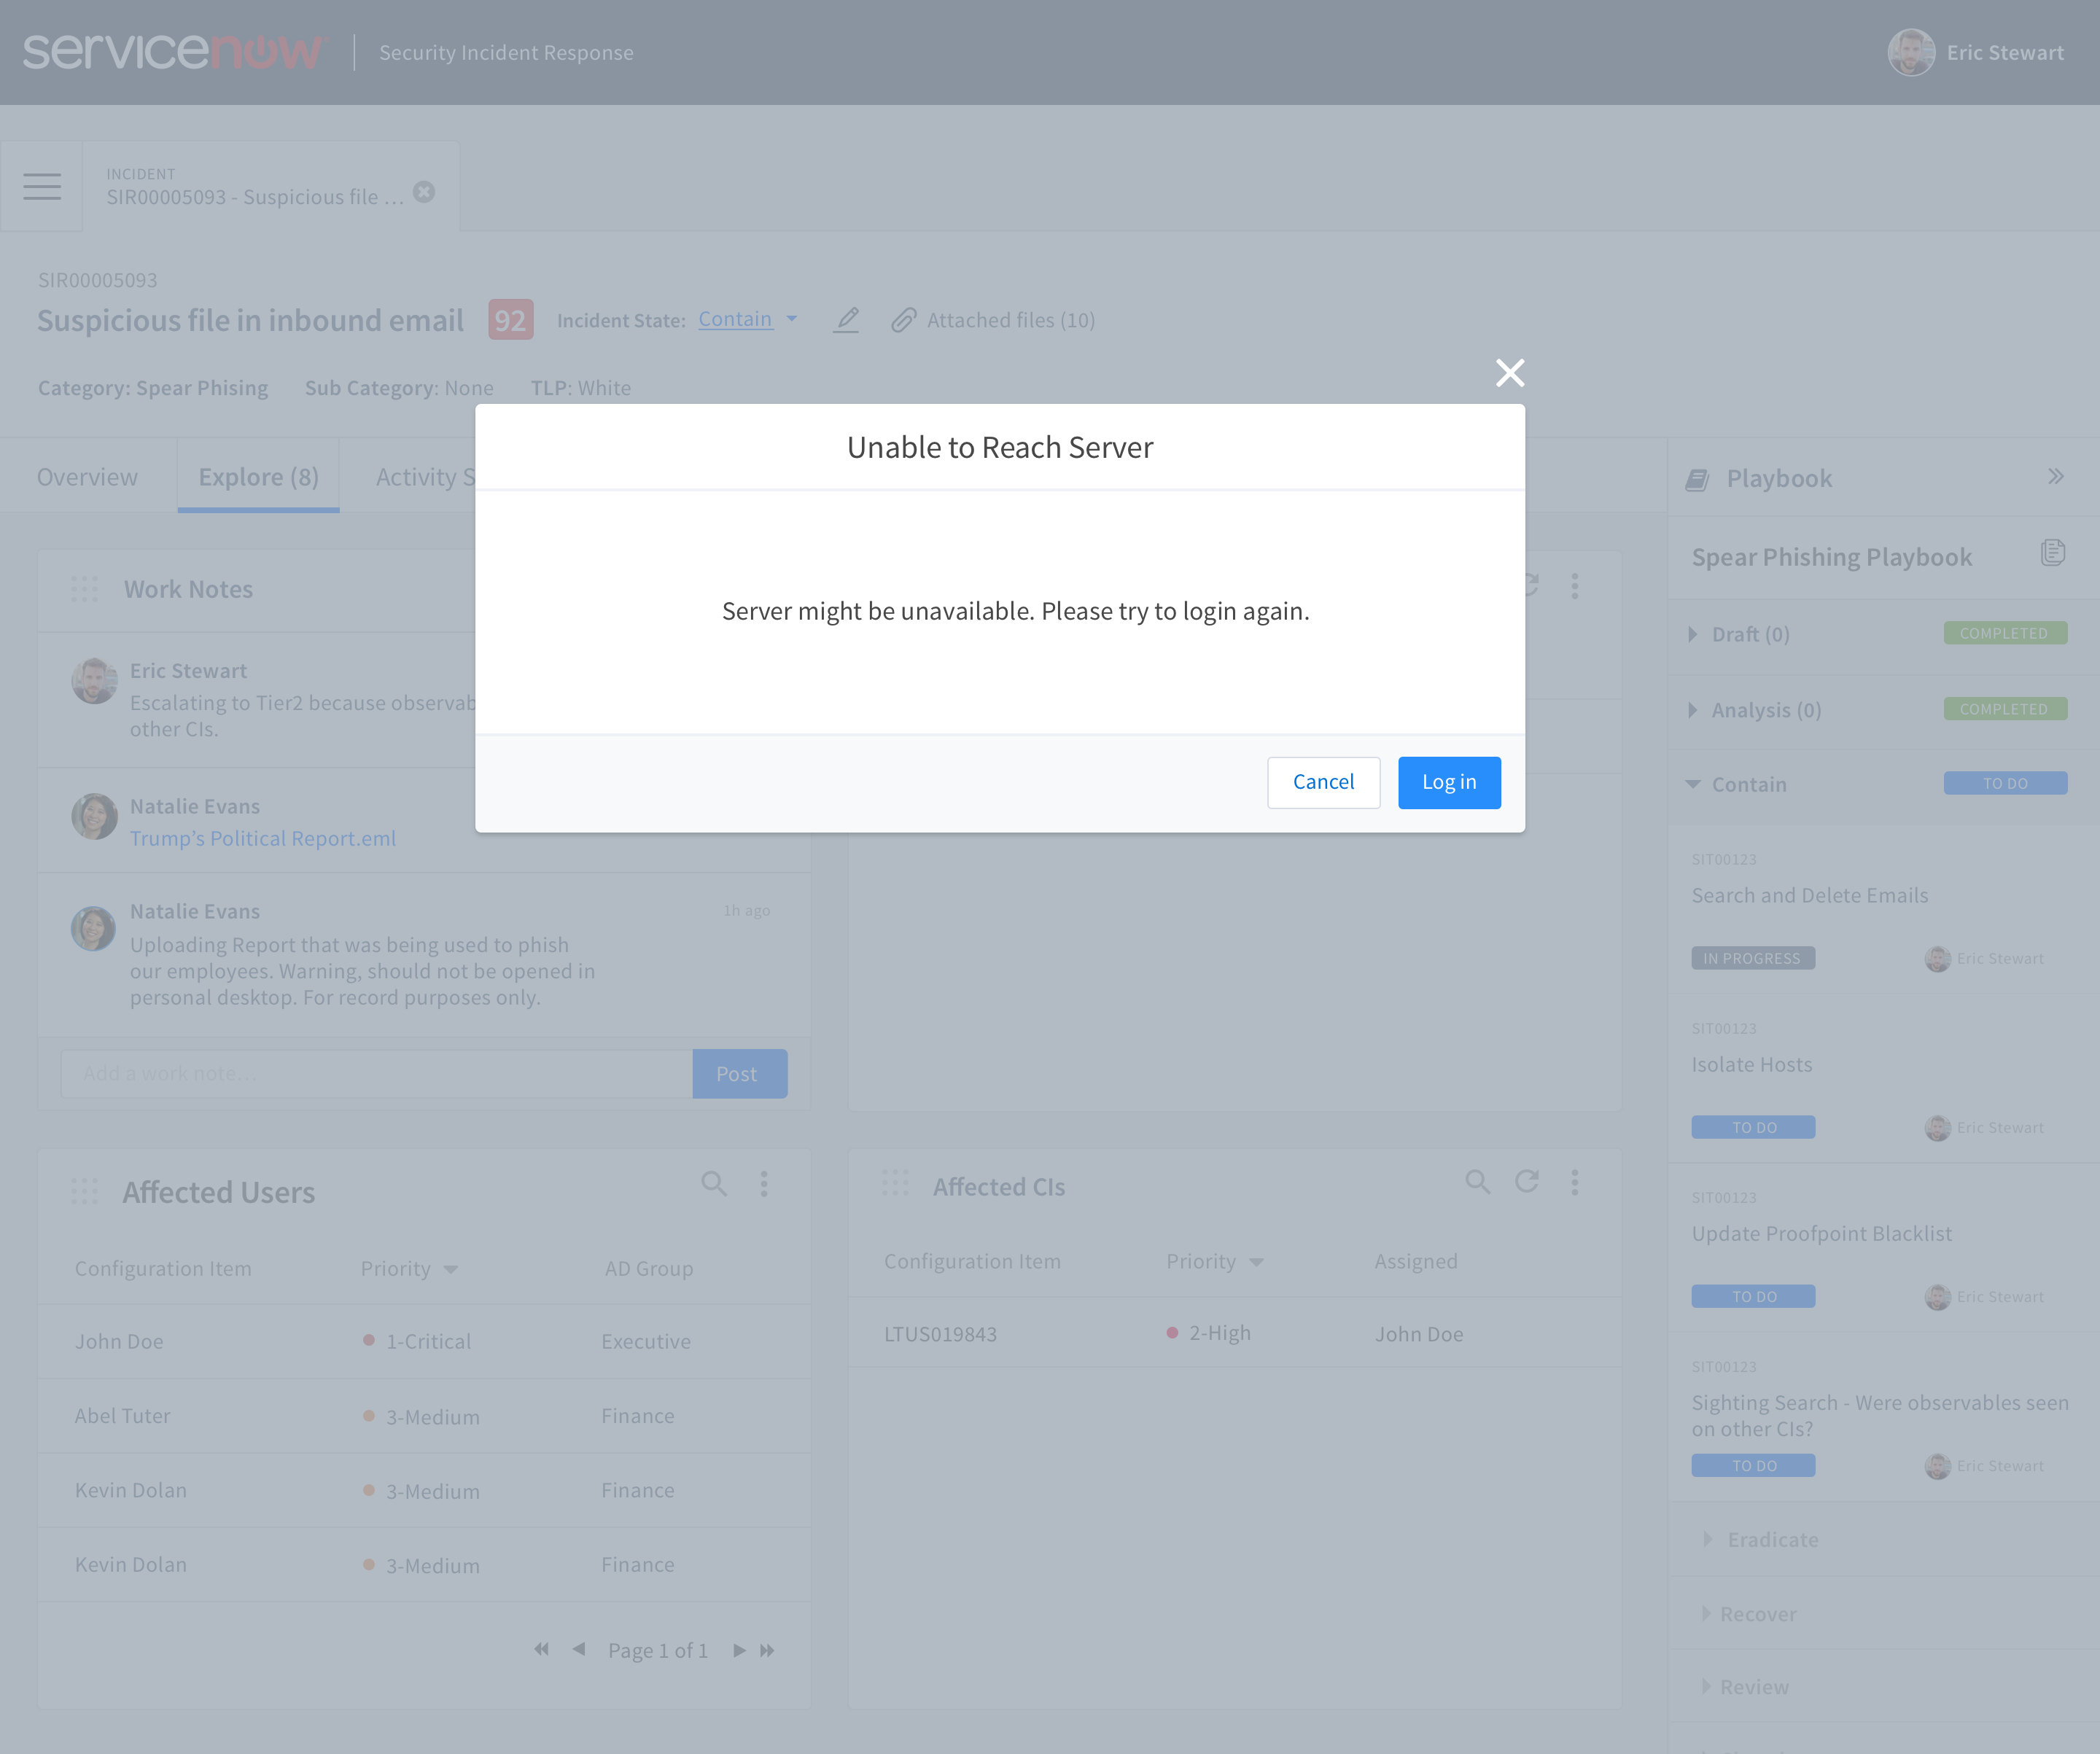 servicenow
Security Incident Response
Eric Stewart
INCIDENT
SIR00005093 - Suspicious file ...
SIR00005093
Suspicious file in inbound email
92
Incident State: Contain
Attached files (10)
Category: Spear Phising
Sub Category: None
TLP: White
Overview
Explore (8)
Activity S
Unable to Reach Server
Server might be unavailable. Please try to login again.
Cancel
Log in
Work Notes
Eric Stewart
Escalating to Tier2 because observab
other CIs.
Natalie Evans
Trump's Political Report.eml
Natalie Evans
1h ago
Uploading Report that was being used to phish
our employees. Warning, should not be opened in
personal desktop. For record purposes only.
Add a work note...
Post
Affected Users
Configuration Item
Priority
AD Group
John Doe
1-Critical
Executive
Abel Tuter
3-Medium
Finance
Kevin Dolan
3-Medium
Finance
Kevin Dolan
3-Medium
Finance
Page 1 of 1
Affected CIs
Configuration Item
Priority
Assigned
LTUS019843
2-High
John Doe
Playbook
Spear Phishing Playbook
Draft (0)
COMPLETED
Analysis (0)
COMPLETED
Contain
TO DO
SIT00123
Search and Delete Emails
IN PROGRESS
Eric Stewart
SIT00123
Isolate Hosts
TO DO
Eric Stewart
SIT00123
Update Proofpoint Blacklist
TO DO
Eric Stewart
SIT00123
Sighting Search - Were observables seen
on other CIs?
TO DO
Eric Stewart
Eradicate
Recover
Review